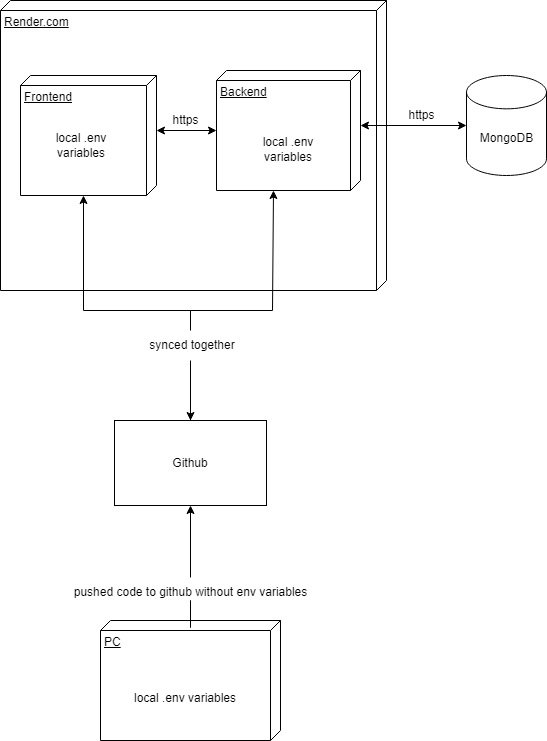 Render.com
Frontend
local .env
variables
https
Backend
local .env
variables
https
MongoDB
synced together
Github
pushed code to github without env variables
PC
local .env variables